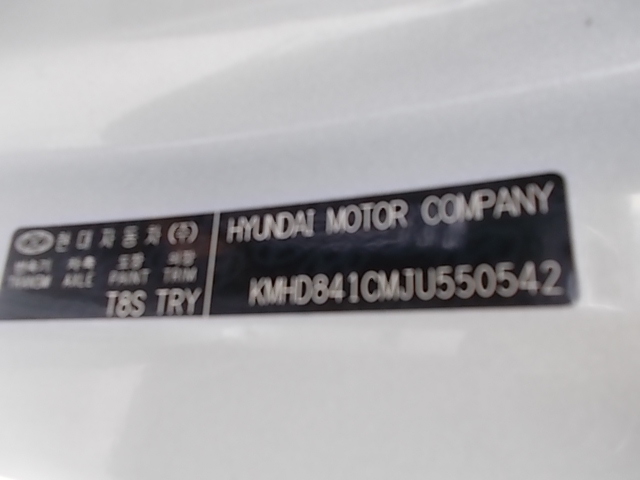 현대자동차(주)
변속기 차축 도장 내장
TRANSM AXLE PAINT TRIM
T8S TRY
HYUNDAI MOTOR COMPANY
KMHD841CMJU550542